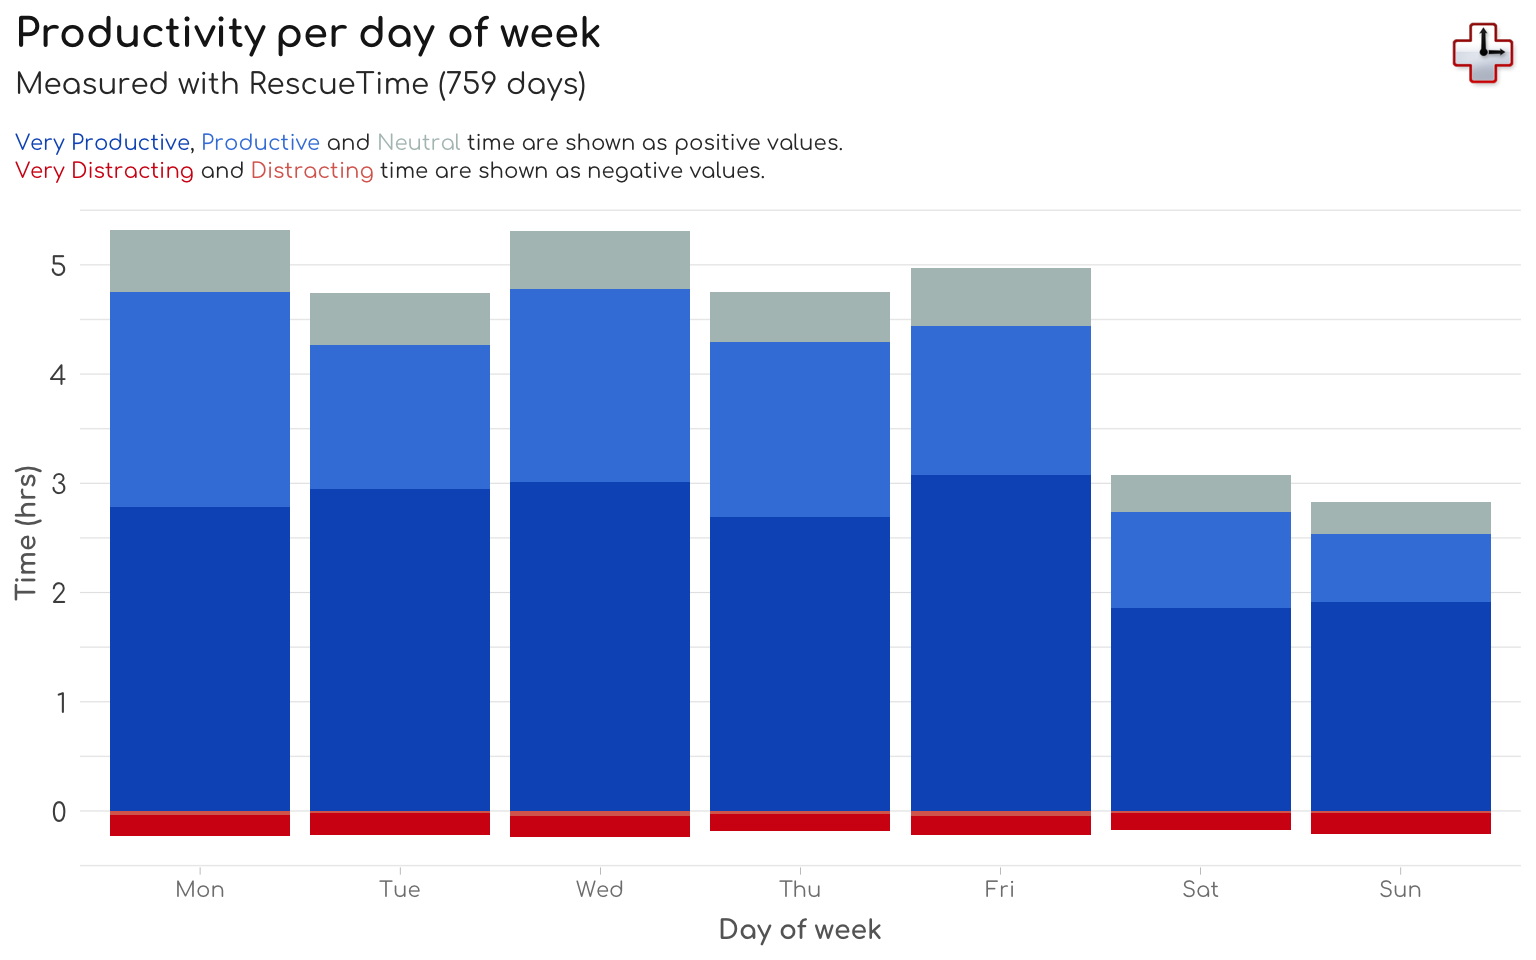 Productivity per day of week
Measured with RescueTime (759 days)
Very Productive, Productive and Neutral time are shown as positive values.
Very Distracting and Distracting time are shown as negative values.
Time (hrs)
5
4
3
2
1
0
Mon Tue Wed Thu Fri Sat Sun
Day of week